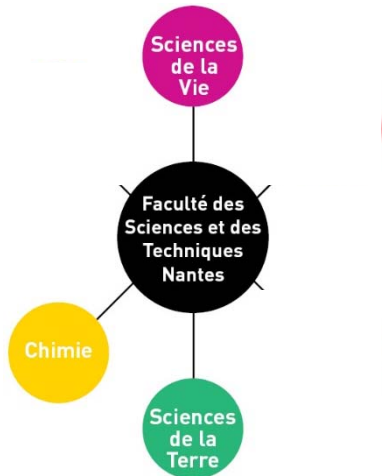 Sciences
de la
Vie
Faculté des
Sciences et des
Techniques
Nantes
Chimie
Sciences
de la
Terre